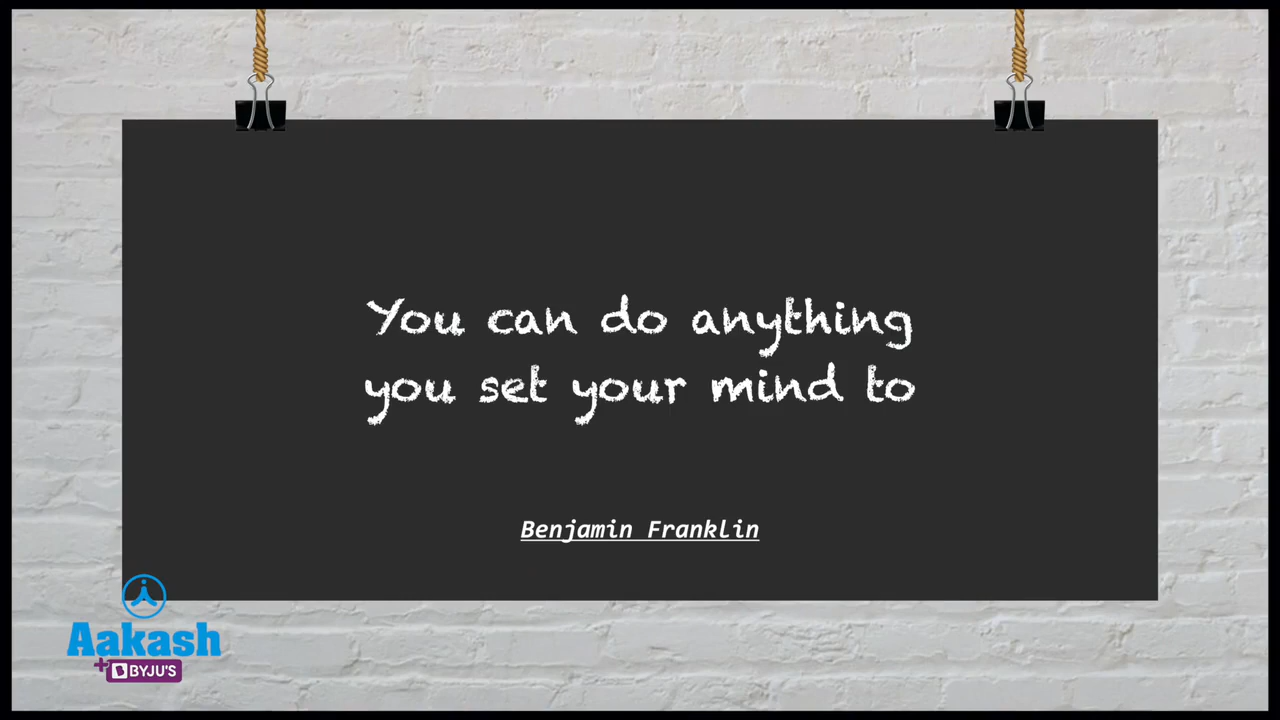 You can do anything
you set your mind to
Benjamin Franklin
Aakash
+BYJU'S